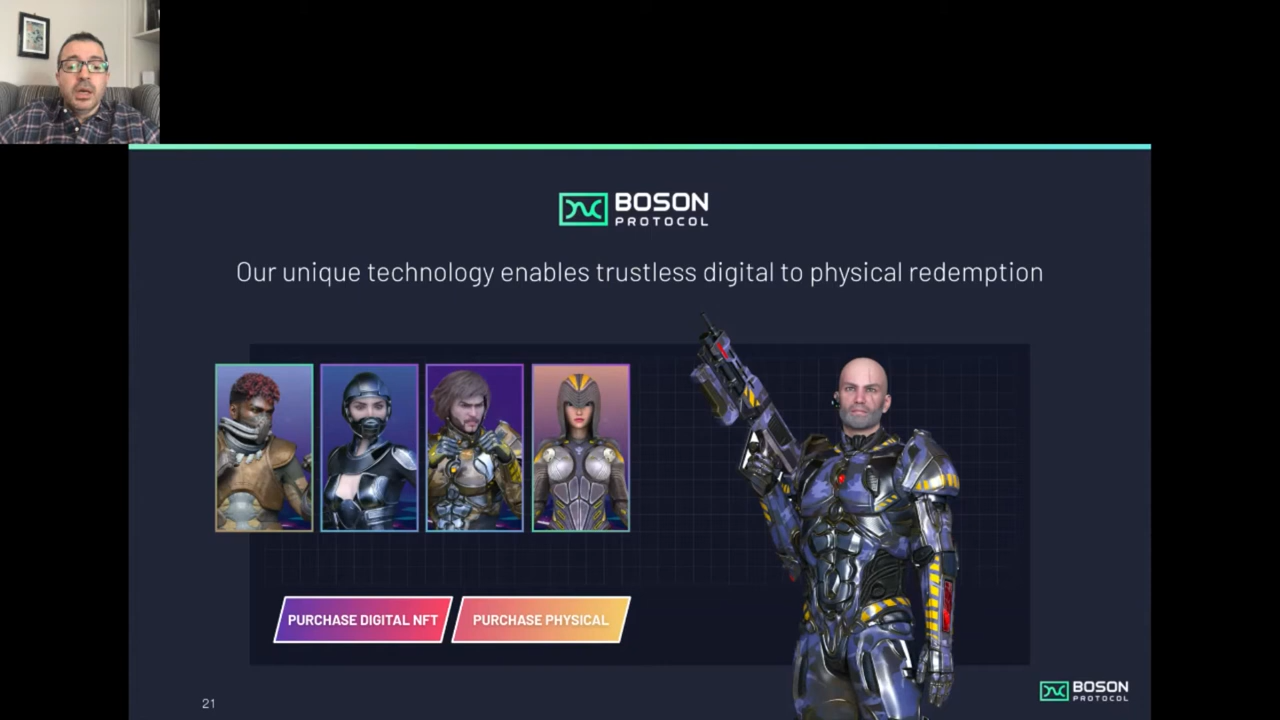 BOSON
PROTOCOL
Our unique technology enables trustless digital to physical redemption
PURCHASE DIGITAL NFT
PURCHASE PHYSICAL
21
BOSON
PROTOCOL